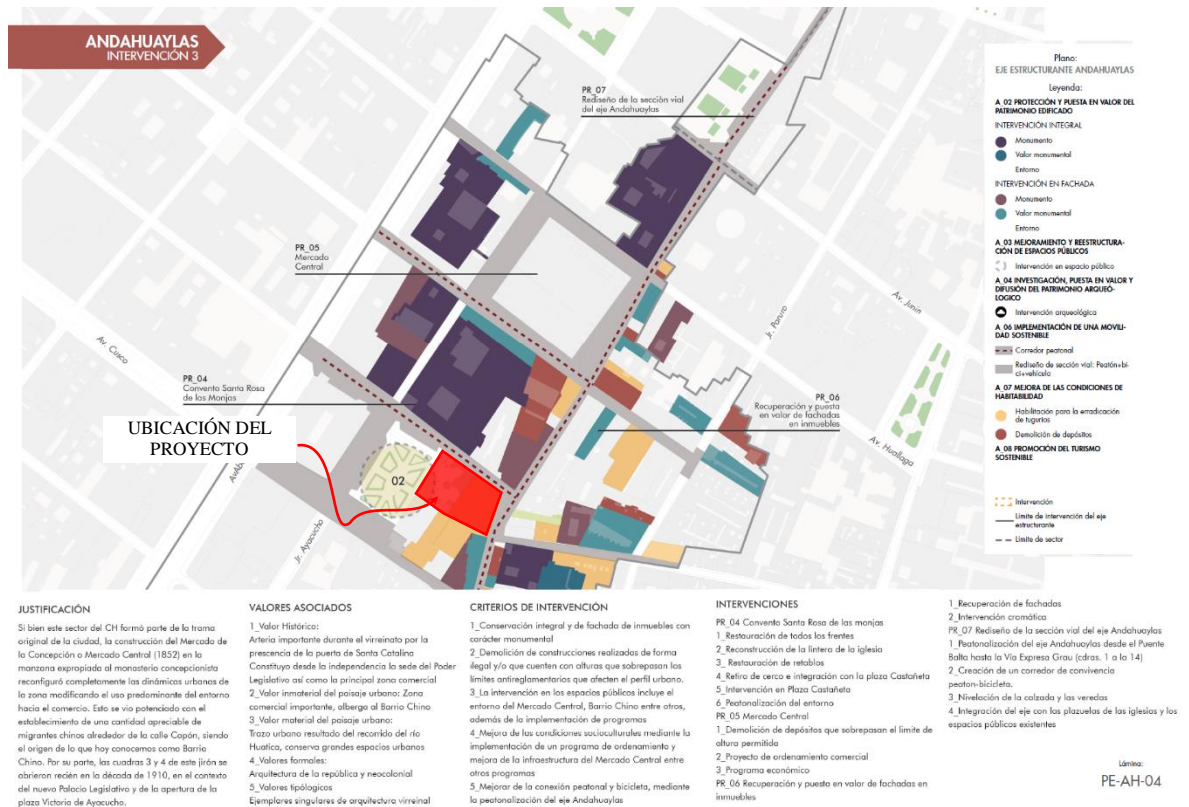 ANDAHUAYLAS
INTERVENCIÓN 3
PR_07
Rediseño de la sección vial
del eje Andahuaylas
PR_05
Mercado
Central
PR_04
Convento Santa Rosa
de las Monjas
PR_06
Recuperación y puesta
en valor de fachadas
en inmuebles
UBICACIÓN DEL
PROYECTO
02
Av. Cusco
Jr. Ayacucho
Jr. Paruro
Av. Junín
Av. Huallaga
Plano:
EJE ESTRUCTURANTE ANDAHUAYLAS
Leyenda:
A_02 PROTECCIÓN Y PUESTA EN VALOR DEL
PATRIMONIO EDIFICADO
INTERVENCIÓN INTEGRAL
Monumento
Valor monumental
Entorno
INTERVENCIÓN EN FACHADA
Monumento
Valor monumental
Entorno
A_03 MEJORAMIENTO Y REESTRUCTURA-
CIÓN DE ESPACIOS PÚBLICOS
Intervención en espacio público
A_04 INVESTIGACIÓN, PUESTA EN VALOR Y
DIFUSIÓN DEL PATRIMONIO ARQUEÓ-
LOGICO
Intervención arqueológica
A_06 IMPLEMENTACIÓN DE UNA MOVILI-
DAD SOSTENIBLE
Corredor peatonal
Rediseño de sección vial: Peatón+bi-
ci+vehículo
A_07 MEJORA DE LAS CONDICIONES DE
HABITABILIDAD
Habilitación para la erradicación
de tugurios
Demolición de depósitos
A_08 PROMOCIÓN DEL TURISMO
SOSTENIBLE
Intervención
Límite de intervención del eje
estructurante
Límite de sector
JUSTIFICACIÓN
Si bien este sector del CH formó parte de la trama
original de la ciudad, la construcción del Mercado de
la Concepción o Mercado Central (1852) en la
manzana expropiada al monasterio concepcionista
reconfiguró completamente las dinámicas urbanas de
la zona modificando el uso predominante del entorno
hacia el comercio. Esto se vio potenciado con el
establecimiento de una cantidad apreciable de
migrantes chinos alrededor de la calle Capón, siendo
el origen de la que hoy conocemos como Barrio
Chino. Por su parte, las cuadras 3 y 4 de este jirón se
abrieron recién en la década de 1910, en el contexto
del nuevo Palacio Legislativo y de la apertura de la
plaza Victoria de Ayacucho.
VALORES ASOCIADOS
1_Valor Histórico:
Arteria importante durante el virreinato por la
prescencia de la puerta de Santa Catalina
Constituyo desde la independencia la sede del Poder
Legislativo así como la principal zona comercial
2_Valor inmaterial del paisaje urbano: Zona
comercial importante, alberga al Barrio Chino
3_Valor material del paisaje urbano:
Trazo urbano resultado del recorrido del río
Huatica, conserva grandes espacios urbanos
4_Valores formales:
Arquitectura de la república y neocolonial
5_Valores tipológicos
Ejemplares singulares de arquitectura virreinal
CRITERIOS DE INTERVENCIÓN
1_Conservación integral y de fachada de inmuebles con
carácter monumental
2_Demolición de construcciones realizadas de forma
ilegal y/o que cuenten con alturas que sobrepasan los
límites antireglamentarios que afecten el perfil urbano.
3_La intervención en los espacios públicos incluye el
entorno del Mercado Central, Barrio Chino entre otros,
además de la implementación de programas
4_Mejora de las condiciones socioculturales mediante la
implementación de un programa de ordenamiento y
mejora de la infraestructura del Mercado Central entre
otros programas
5_Mejorar de la conexión peatonal y bicicleta, mediante
la peatonalización del eje Andahuaylas
INTERVENCIONES
PR_04 Convento Santa Rosa de las monjas
1_Restauración de todos los frentes
2_Reconstrucción de la lintera de la iglesia
3_ Restauración de retablos
4_Retiro de cerco e integración con la plaza Castañeta
5_Intervención en Plaza Castañeta
6_Peatonalización del entorno
PR_05 Mercado Central
1_Demolición de depósitos que sobrepasan el límite de
altura permitida
2_Proyecto de ordenamiento comercial
3_Programa económico
PR_06 Recuperación y puesta en valor de fachadas en
inmuebles
1_Recuperación de fachadas
2_Intervención cromática
PR_07 Rediseño de la sección vial del eje Andahuaylas
1_Peatonalización del eje Andahuaylas desde el Puente
Balta hasta la Vía Expresa Grau (cdras. 1 a la 14)
2_Creación de un corredor de convivencia
peaton-bicicleta.
3_Nivelación de la calzada y las veredas
4_Integración del eje con las plazuelas de las iglesias y los
espacios públicos existentes
Lámina:
PE-AH-04